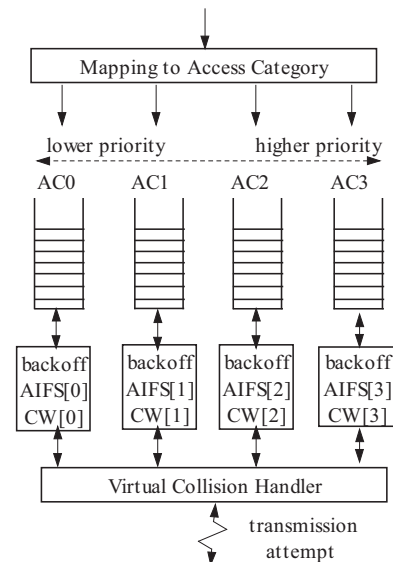 Mapping to Access Category
lower priority higher priority
AC0 AC1 AC2 AC3
backoff backoff backoff backoff
AIFS[0] AIFS[1] AIFS[2] AIFS[3]
CW[0] CW[1] CW[2] CW[3]
Virtual Collision Handler
transmission
attempt